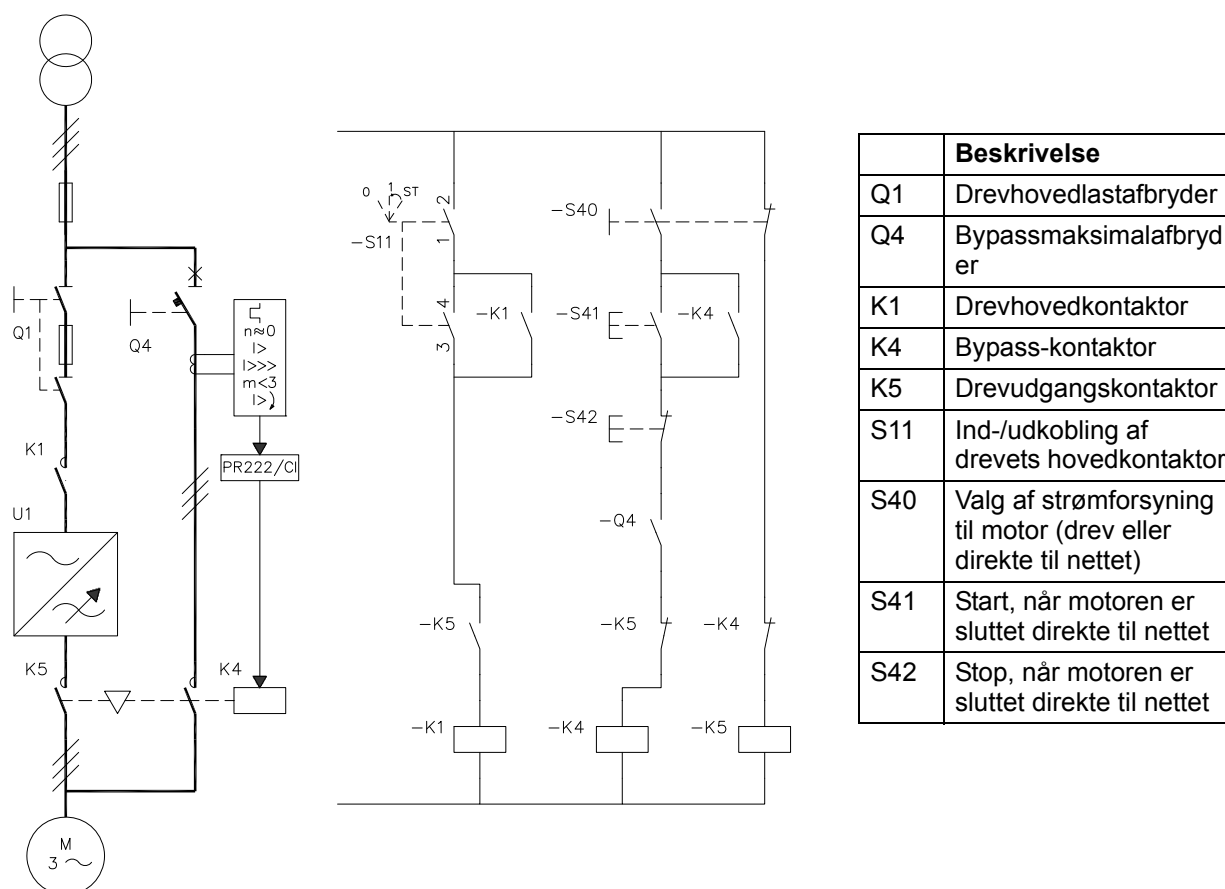 Q1
Q4
n≈0
I>
I>>>
m<3
I>
K1
PR222/CI
U1
K5
K4
M
3 ~
0
1
ST
2
-S11
1
4
-K1
3
-K5
-K1
-S40
-S41
-K4
-S42
-Q4
-K5
-K4
-K4
-K5
Beskrivelse
Q1 Drevhovedlastafbryder
Q4 Bypassmaksimalafbryd
er
K1 Drevhovedkontaktor
K4 Bypass-kontaktor
K5 Drevudgangskontaktor
S11 Ind-/udkobling af
drevets hovedkontaktor
S40 Valg af strømforsyning
til motor (drev eller
direkte til nettet)
S41 Start, når motoren er
sluttet direkte til nettet
S42 Stop, når motoren er
sluttet direkte til nettet